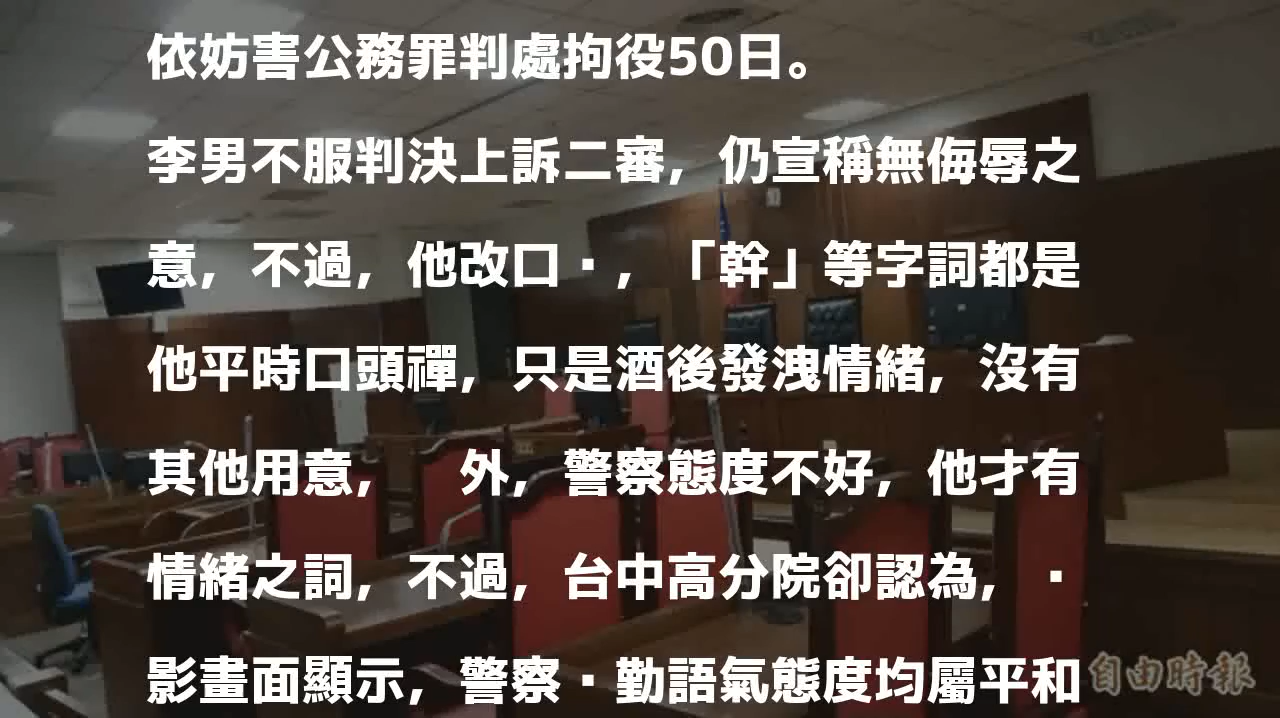 依妨害公務罪判處拘役50日。
李男不服判決上訴二審，仍宣稱無侮辱之
意，不過，他改口▪，「幹」等字詞都是
他平時口頭禪，只是酒後發洩情緒，沒有
其他用意，　外，警察態度不好，他才有
情緒之詞，不過，台中高分院卻認為，▪
影畫面顯示，警察▪勤語氣態度均屬平和
自由時報